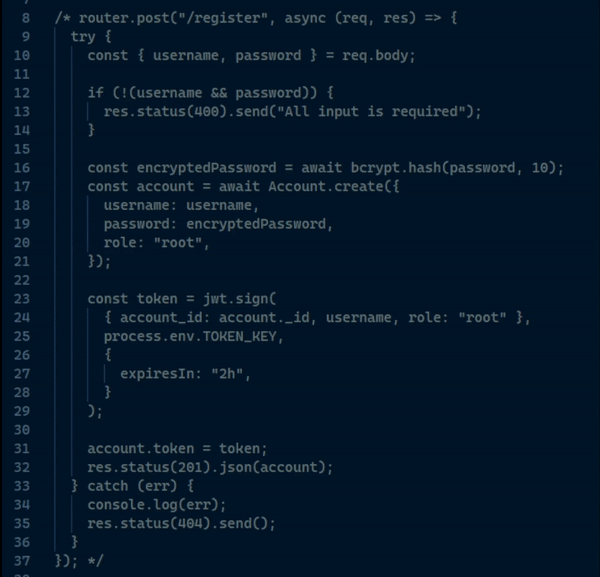 8 /* router.post("/register", async (req, res) => {
9 try {
10 const { username, password } = req.body;
11
12 if (!(username && password)) {
13 res.status(400).send("All input is required");
14 }
15
16 const encryptedPassword = await bcrypt.hash(password, 10);
17 const account = await Account.create({
18 username: username,
19 password: encryptedPassword,
20 role: "root",
21 });
22
23 const token = jwt.sign(
24 { account_id: account._id, username, role: "root" },
25 process.env.TOKEN_KEY,
26 {
27 expiresIn: "2h",
28 }
29 );
30
31 account.token = token;
32 res.status(201).json(account);
33 } catch (err) {
34 console.log(err);
35 res.status(404).send();
36 }
37 }); */